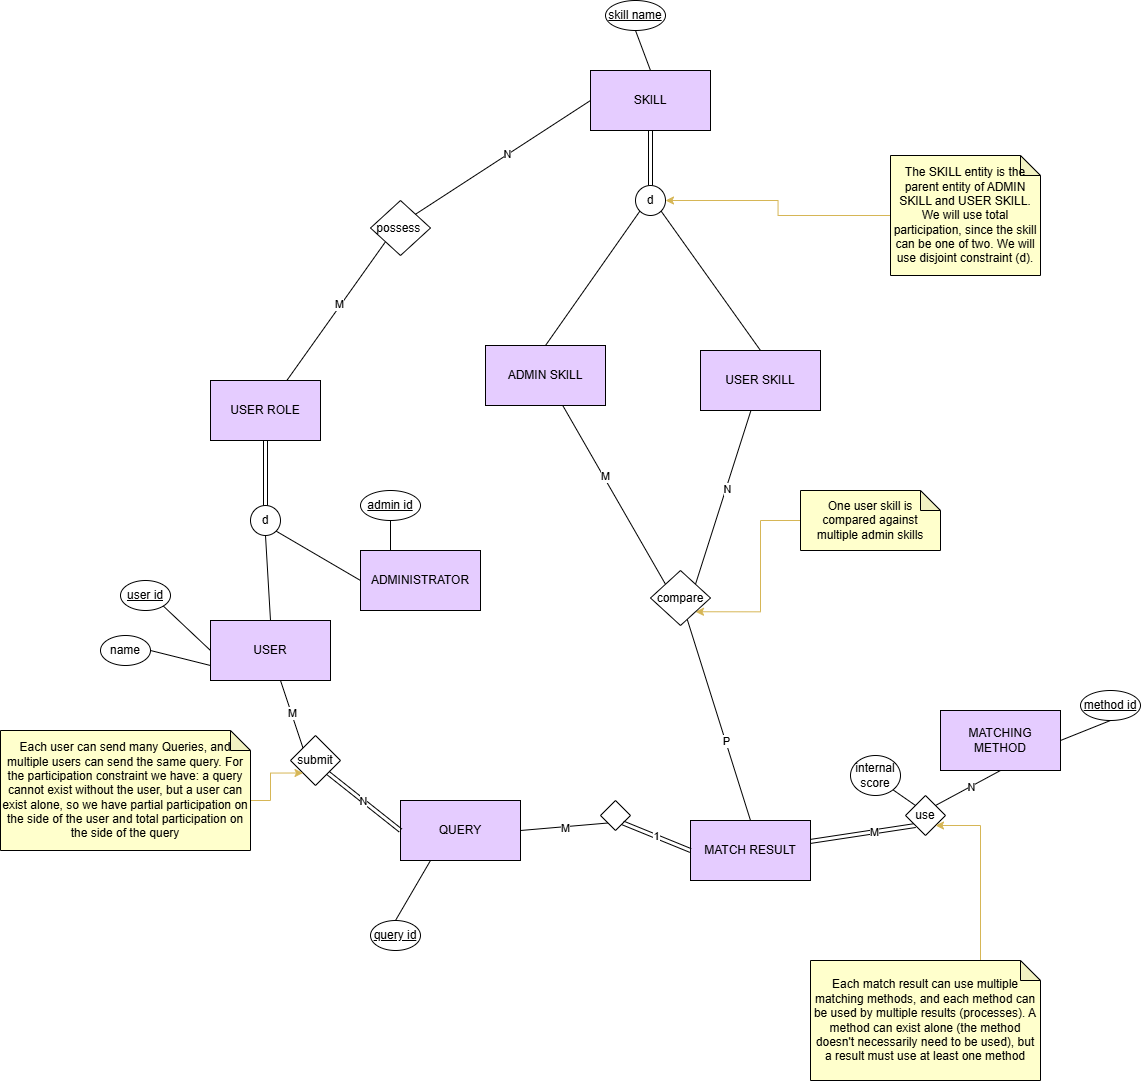 skill name
SKILL
N
possess
M
d
The SKILL entity is the
parent entity of ADMIN
SKILL and USER SKILL.
We will use total
participation, since the skill
can be one of two. We will
use disjoint constraint (d).
ADMIN SKILL
USER SKILL
USER ROLE
M
N
d
admin id
ADMINISTRATOR
One user skill is
compared against
multiple admin skills
compare
user id
name
USER
M
P
method id
MATCHING
METHOD
Each user can send many Queries, and
multiple users can send the same query. For
the participation constraint we have: a query
cannot exist without the user, but a user can
exist alone, so we have partial participation on
the side of the user and total participation on
the side of the query
submit
N
internal
score
N
use
QUERY
M
1
MATCH RESULT
M
query id
Each match result can use multiple
matching methods, and each method can
be used by multiple results (processes). A
method can exist alone (the method
doesn't necessarily need to be used), but
a result must use at least one method